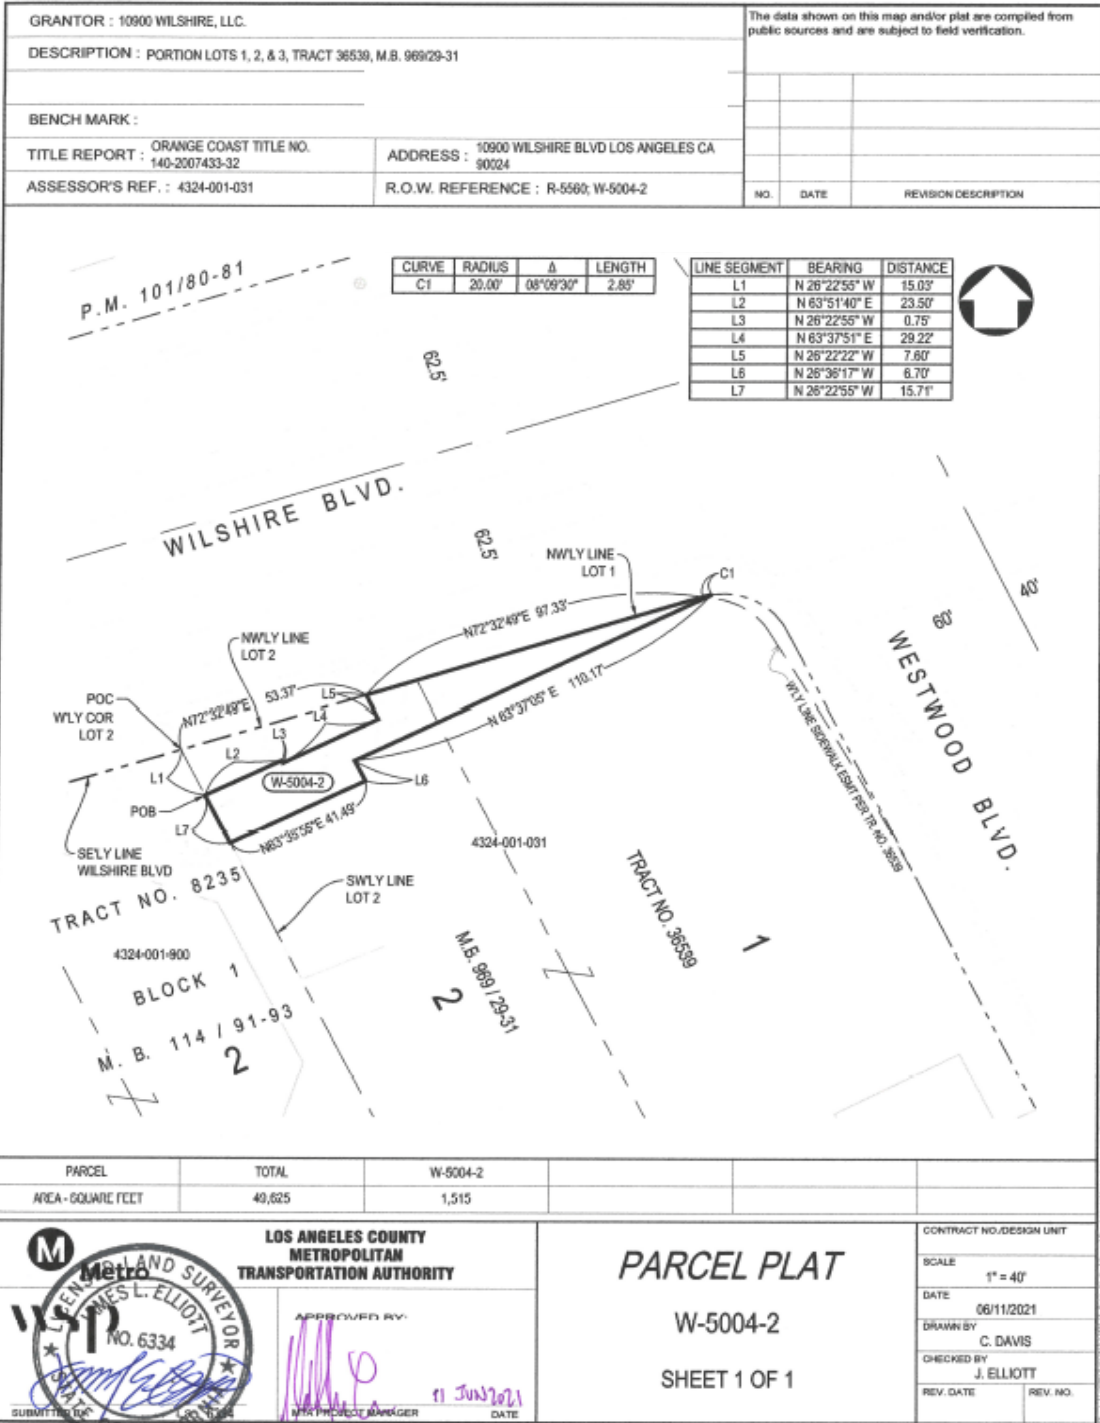 GRANTOR : 10900 WILSHIRE, LLC.
DESCRIPTION : PORTION LOTS 1, 2, & 3, TRACT 36539, M.B. 969/29-31
BENCH MARK :
TITLE REPORT : ORANGE COAST TITLE NO.
140-2007433-32
ADDRESS : 10900 WILSHIRE BLVD LOS ANGELES CA
90024
ASSESSOR'S REF. : 4324-001-031
R.O.W. REFERENCE : R-5560; W-5004-2
The data shown on this map and/or plat are compiled from
public sources and are subject to field verification.
NO. DATE REVISION DESCRIPTION
P.M. 101/80-81
CURVE RADIUS Δ LENGTH
C1 20.00' 08°09'30" 2.85'
LINE SEGMENT BEARING DISTANCE
L1 N 26°22'55" W 15.03'
L2 N 63°51'40" E 23.50'
L3 N 26°22'55" W 0.75'
L4 N 63°37'51" E 29.22'
L5 N 26°22'22" W 7.60'
L6 N 26°36'17" W 6.70'
L7 N 26°22'55" W 15.71'
62.5'
WILSHIRE BLVD.
62.5'
NW'LY LINE
LOT 1
C1
40'
60'
WESTWOOD BLVD.
W'LY LINE SIDEWALK ESMT PER TR. NO. 36539
N72°32'49"E 97.33'
NW'LY LINE
LOT 2
POC
W'LY COR
LOT 2
N72°32'49"E 53.37'
L5
L4
L3
L2
L1
N 63°37'05" E 110.17'
W-5004-2
L6
POB
L7
N63°35'55"E 41.49'
SE'LY LINE
WILSHIRE BLVD
4324-001-031
SW'LY LINE
LOT 2
TRACT NO. 8235
4324-001-900
BLOCK 1
M. B. 114 / 91-93
2
M.B. 969 / 29-31
2
TRACT NO. 36539
1
PARCEL TOTAL W-5004-2
AREA - SQUARE FEET 49,625 1,515
M
Metro
LOS ANGELES COUNTY
METROPOLITAN
TRANSPORTATION AUTHORITY
wsp
LICENSED LAND SURVEYOR
JAMES L. ELLIOTT
NO. 6334
STATE
SUBMITTED BY
APPROVED BY:
11 JUN 2021
MTA PROJECT MANAGER DATE
PARCEL PLAT
W-5004-2
SHEET 1 OF 1
CONTRACT NO./DESIGN UNIT
SCALE
1" = 40'
DATE
06/11/2021
DRAWN BY
C. DAVIS
CHECKED BY
J. ELLIOTT
REV. DATE REV. NO.